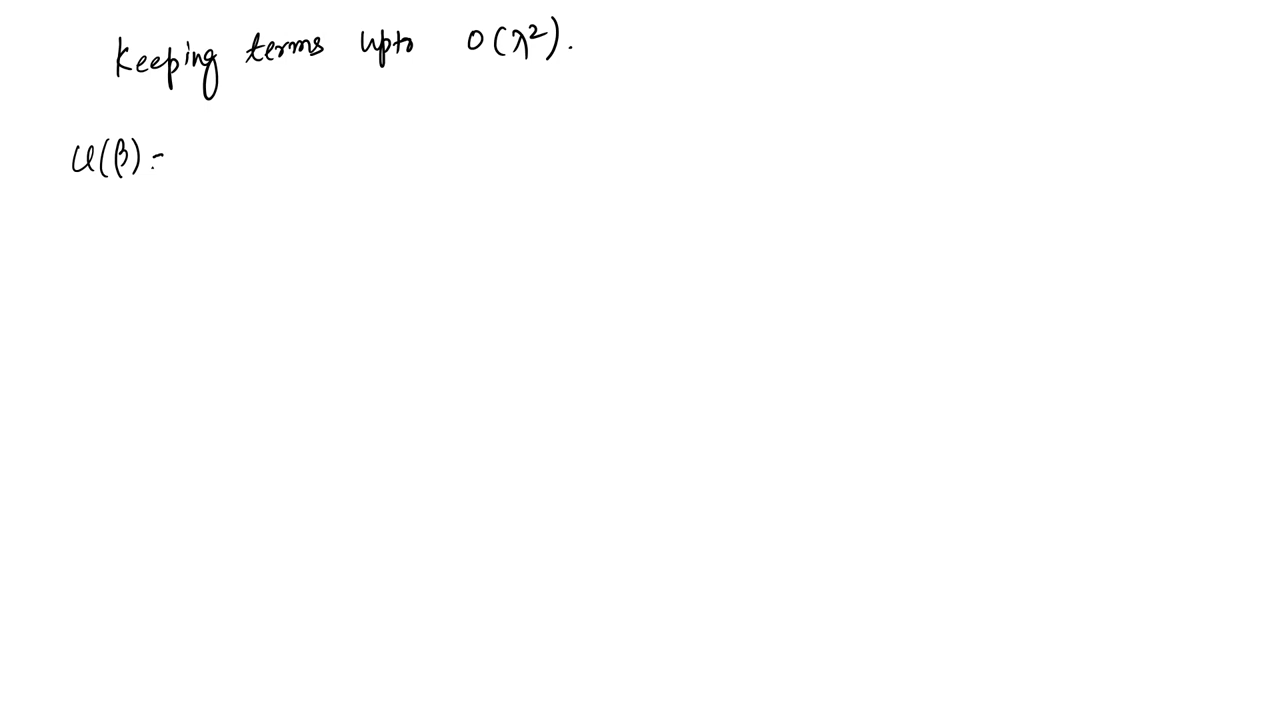 Keeping terms upto O(λ²).
U(β) =